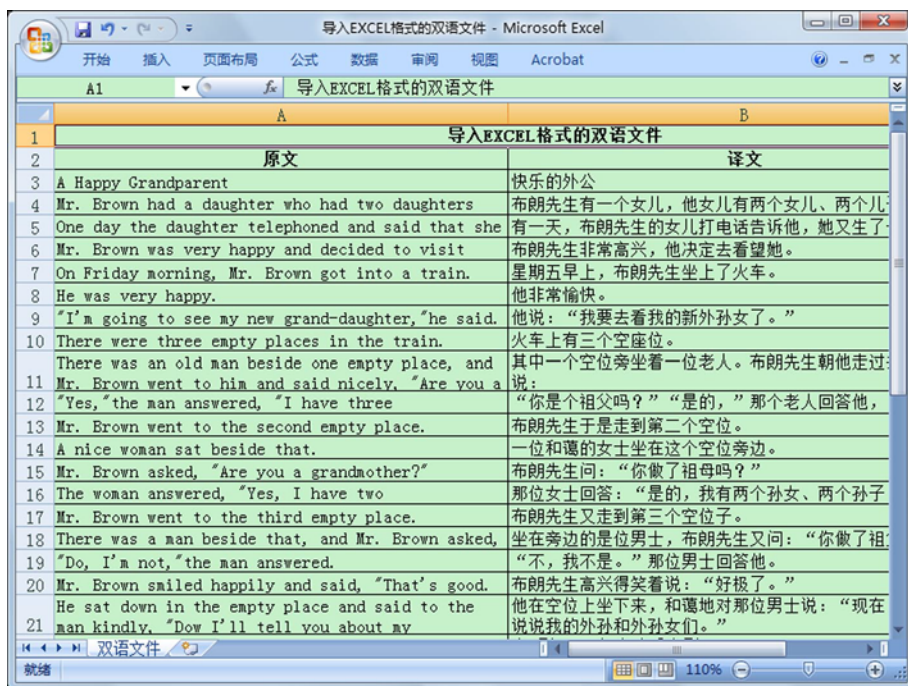 导入EXCEL格式的双语文件 - Microsoft Excel
开始 插入 页面布局 公式 数据 审阅 视图 Acrobat
A1 fx 导入EXCEL格式的双语文件
A B
1 导入EXCEL格式的双语文件
2 原文 译文
3 A Happy Grandparent 快乐的外公
4 Mr. Brown had a daughter who had two daughters 布朗先生有一个女儿，他女儿有两个女儿、两个儿
5 One day the daughter telephoned and said that she 有一天，布朗先生的女儿打电话告诉他，她又生了
6 Mr. Brown was very happy and decided to visit 布朗先生非常高兴，他决定去看望她。
7 On Friday morning, Mr. Brown got into a train. 星期五早上，布朗先生坐上了火车。
8 He was very happy. 他非常愉快。
9 "I'm going to see my new grand-daughter,"he said. 他说：“我要去看我的新外孙女了。”
10 There were three empty places in the train. 火车上有三个空座位。
There was an old man beside one empty place, and 其中一个空位旁坐着一位老人。布朗先生朝他走过
11 Mr. Brown went to him and said nicely, "Are you a 说：
12 "Yes,"the man answered, "I have three “你是个祖父吗？”“是的，”那个老人回答他，
13 Mr. Brown went to the second empty place. 布朗先生于是走到第二个空位。
14 A nice woman sat beside that. 一位和蔼的女士坐在这个空位旁边。
15 Mr. Brown asked, "Are you a grandmother?" 布朗先生问：“你做了祖母吗？”
16 The woman answered, "Yes, I have two 那位女士回答：“是的，我有两个孙女、两个孙子
17 Mr. Brown went to the third empty place. 布朗先生又走到第三个空位子。
18 There was a man beside that, and Mr. Brown asked, 坐在旁边的是位男士，布朗先生又问：“你做了祖
19 "Do, I'm not,"the man answered. “不，我不是。”那位男士回答他。
20 Mr. Brown smiled happily and said, "That's good. 布朗先生高兴得笑着说：“好极了。”
He sat down in the empty place and said to the 他在空位上坐下来，和蔼地对那位男士说：“现在
21 man kindly, "Dow I'll tell you about my 说说我的外孙和外孙女们。”
双语文件
就绪 110%